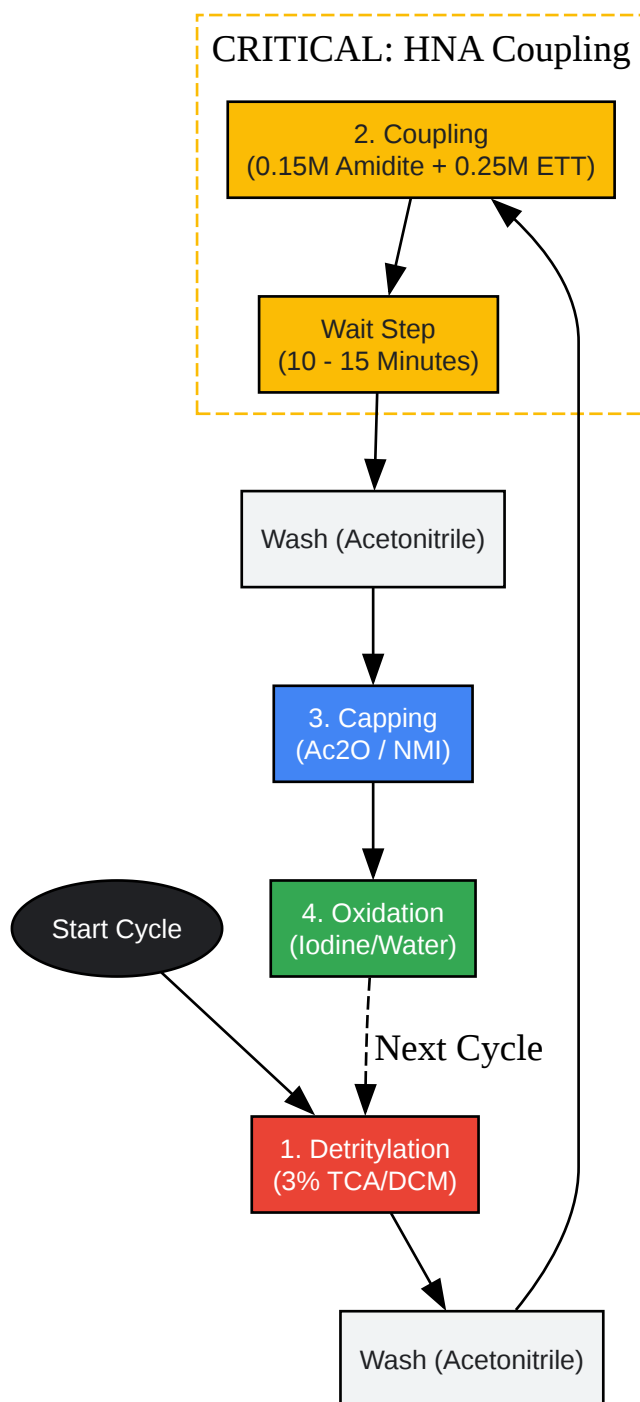 CRITICAL: HNA Coupling
2. Coupling
(0.15M Amidite + 0.25M ETT)
Wait Step
(10 - 15 Minutes)
Wash (Acetonitrile)
3. Capping
(Ac2O / NMI)
Start Cycle
4. Oxidation
(Iodine/Water)
Next Cycle
1. Detritylation
(3% TCA/DCM)
Wash (Acetonitrile)